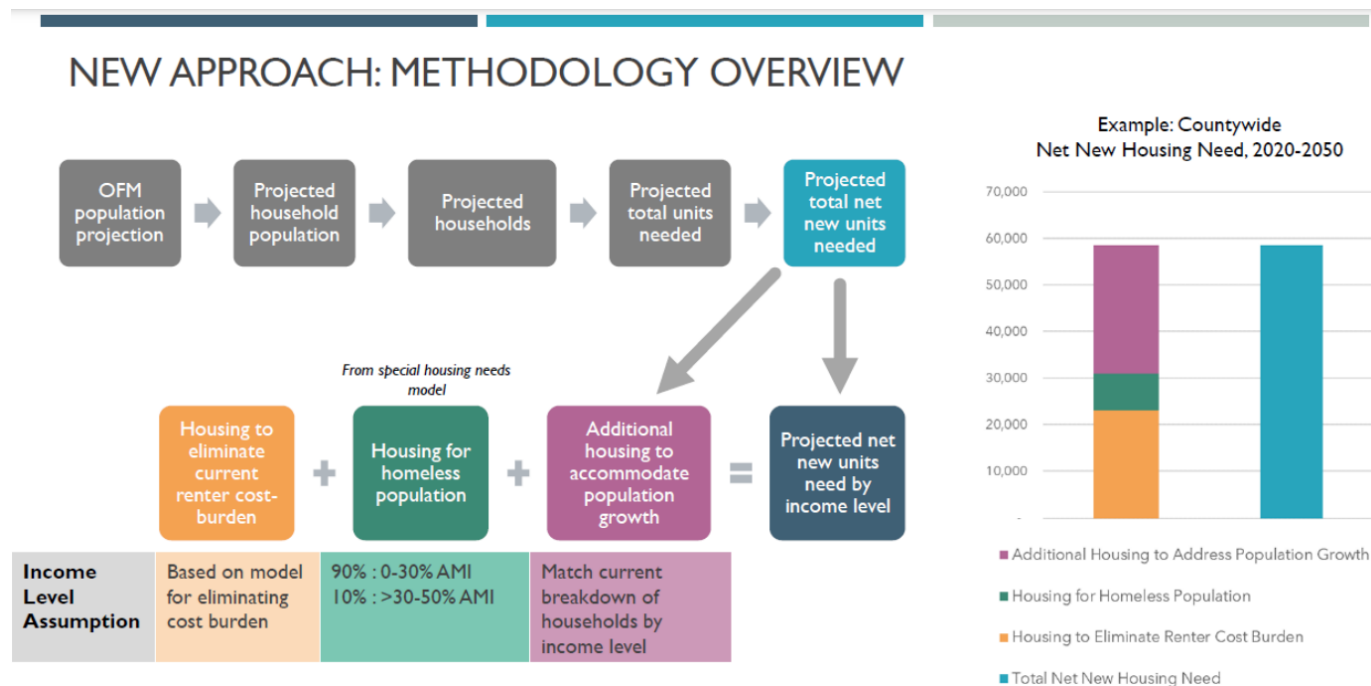 NEW APPROACH: METHODOLOGY OVERVIEW
OFM
population
projection
Projected
household
population
Projected
households
Projected
total units
needed
Projected
total net
new units
needed
From special housing needs
model
Housing to
eliminate
current
renter cost-
burden
+
Housing for
homeless
population
+
Additional
housing to
accommodate
population
growth
=
Projected net
new units
need by
income level
Income
Level
Assumption
Based on model
for eliminating
cost burden
90% : 0-30% AMI
10% : >30-50% AMI
Match current
breakdown of
households by
income level
Example: Countywide
Net New Housing Need, 2020-2050
70,000
60,000
50,000
40,000
30,000
20,000
10,000
-
Additional Housing to Address Population Growth
Housing for Homeless Population
Housing to Eliminate Renter Cost Burden
Total Net New Housing Need